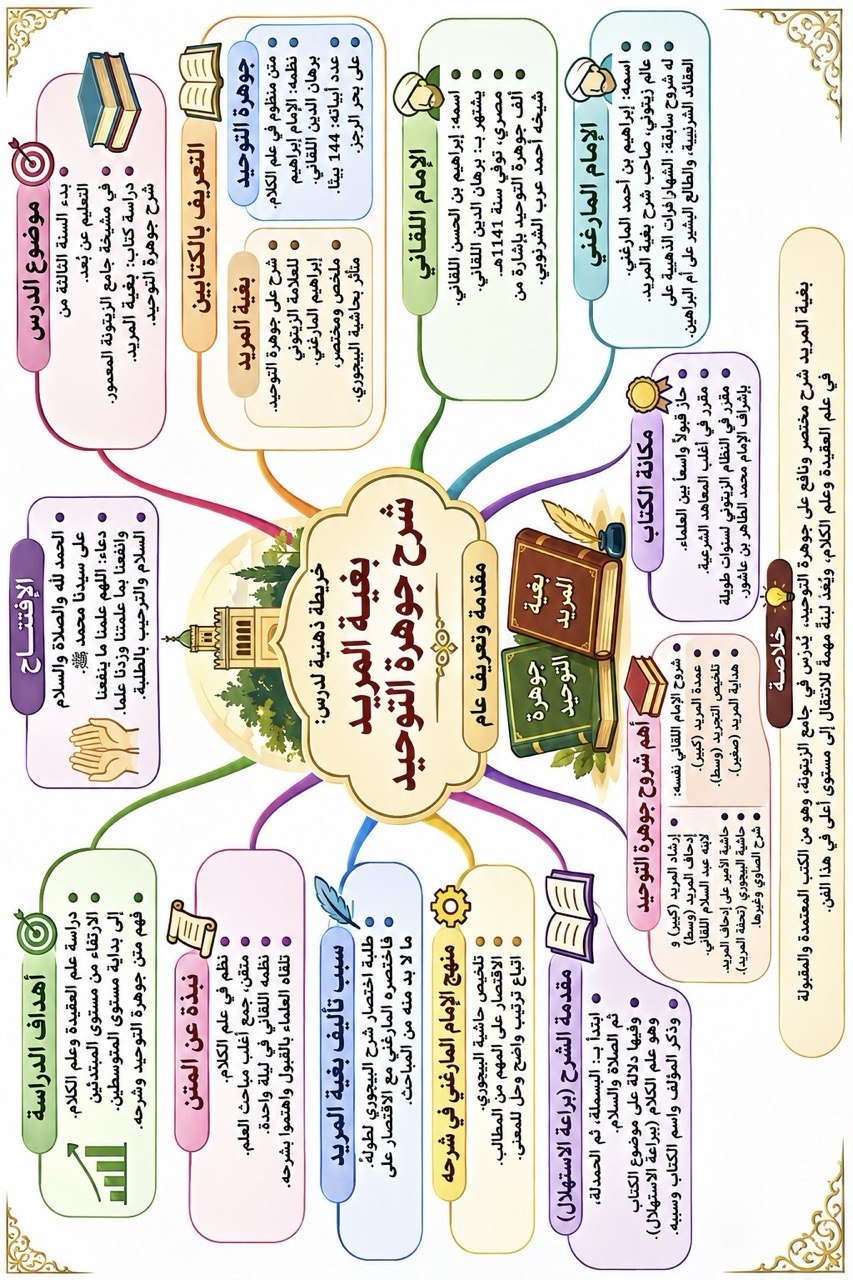 الإفتتاح
الحمد لله والصلاة والسلام
على سيدنا محمد ﷺ.
دعاء: اللهم علمنا ما ينفعنا
وانفعنا بما علمتنا وزدنا علما.
السلام والترحيب بالطلبة.
موضوع الدرس
بدء السنة الثالثة من
التعليم عن بُعد.
في مشيخة جامع الزيتونة المعمور.
دراسة كتاب: بغية المريد.
شرح جوهرة التوحيد.
التعريف بالكتابين
جوهرة التوحيد
متن منظوم في علم الكلام.
نظمه: الإمام إبراهيم
برهان الدين اللقاني.
عدد أبياته: 144 بيتًا.
على بحر الرجز.
بغية المريد
شرح على جوهرة التوحيد.
للعلامة الزيتوني
إبراهيم المارغني.
ملخص ومختصر،
متأثر بحاشية البيجوري.
الإمام اللقاني
اسمه: إبراهيم بن الحسن اللقاني.
يشتهر بـ: برهان الدين اللقاني.
مصري، توفي سنة 1141هـ.
ألف جوهرة التوحيد بإشارة من
شيخه أحمد عرب الشرنوبي.
الإمام المارغني
اسمه: إبراهيم بن أحمد المارغني.
عالم زيتوني، صاحب شرح بغية المريد.
له شروح سابقة: الذهبية على
العقائد والطالع البشير على أم البراهين.
مكانة الكتاب
حاز قبولاً واسعاً بين العلماء.
مقرر في أغلب المعاهد الشرعية.
مقرر في النظام الزيتوني لسنوات طويلة
بإشراف الإمام محمد الطاهر بن عاشور.
أهم شروح جوهرة التوحيد
شروح الإمام اللقاني نفسه:
عمدة المريد (كبير).
تلخيص التجريد (وسط).
هداية المريد (صغير).
إرشاد المريد (كبير) و
إدحاف المريد (وسط)
لابنه عبد السلام اللقاني.
حاشية الأمير على إدحاف المريد.
حاشية البيجوري (تحفة المريد).
شرح الصاوي وغيرها.
أهداف الدراسة
دراسة علم العقيدة وعلم الكلام.
الارتقاء من مستوى المبتدئين
إلى بداية مستوى المتوسطين.
فهم متن جوهرة التوحيد وشرحه.
نبذة عن المتن
نظم في علم الكلام.
متقن، جمع أغلب مباحث العلم.
نظمه اللقاني في ليلة واحدة.
تلقاه العلماء بالقبول واهتموا بشرحه.
سبب تأليف بغية المريد
طلبة اختصار شرح البيجوري لطوله.
فاختصره المارغني مع الاقتصار على
ما لا بد منه من المباحث.
منهج الإمام المارغني في شرحه
تلخيص حاشية البيجوري.
الاقتصار على المهم من المطالب.
اتباع ترتيب واضح وحل للمعنى.
مقدمة الشرح (براعة الاستهلال)
ابتدأ بـ: البسملة، ثم الحمدلة،
ثم الصلاة والسلام.
وفيها دلالة على موضوع الكتاب
وهو علم الكلام (ببراعة الاستهلال).
وذكر المؤلف واسم الكتاب وسببه.
خريطة ذهنية لدرس:
بغية المريد
شرح جوهرة التوحيد
مقدمة وتعريف عام
جوهرة
التوحيد
بغية
المريد
خلاصة
بغية المريد شرح مختصر ونافع على جوهرة التوحيد، يُدرّس في جامع الزيتونة، وهو من الكتب المعتمدة والمقبولة
في علم العقيدة وعلم الكلام، ويُعَدّ لبنةً مهمةً للانتقال إلى مستوى أعلى في هذا الفن.